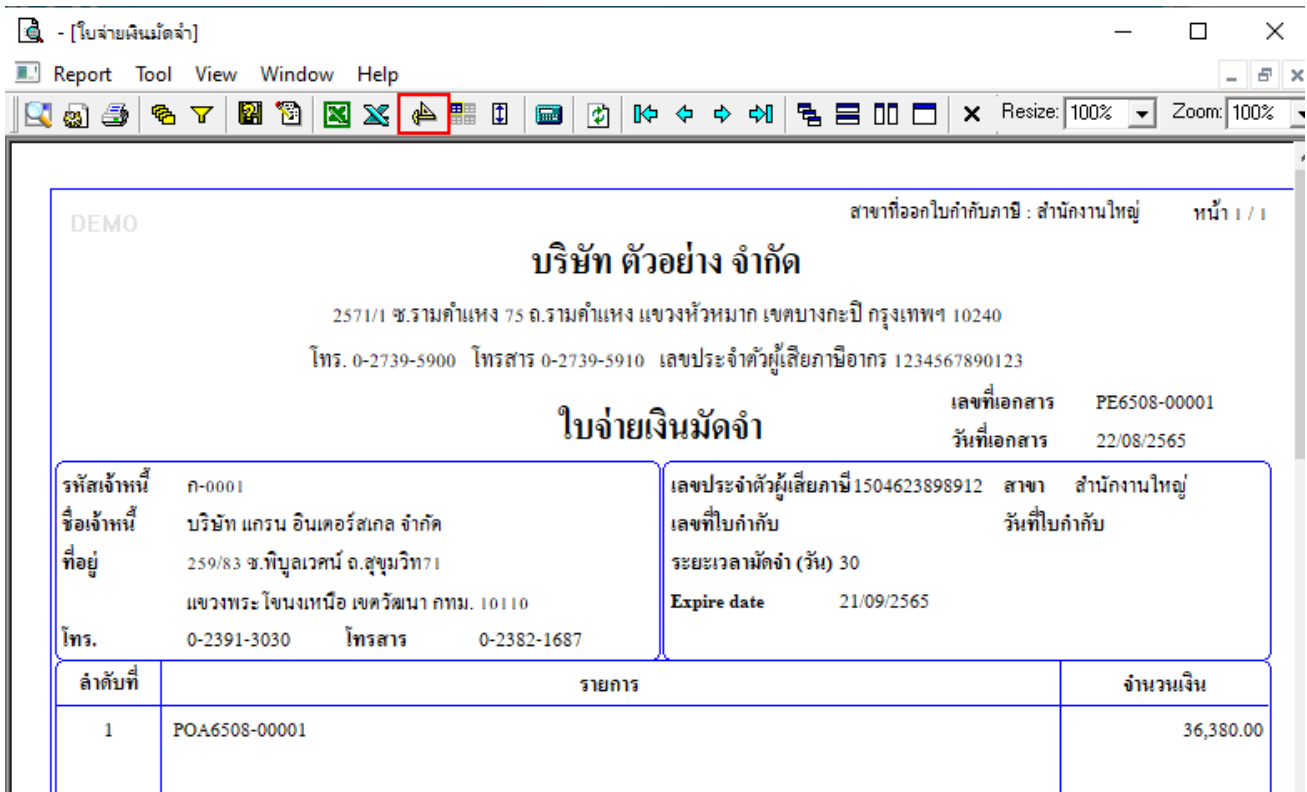 - [ใบจ่ายเงินมัดจำ]
Report Tool View Window Help
Resize: 100% Zoom: 100%
DEMO
สาขาที่ออกใบกำกับภาษี : สำนักงานใหญ่ หน้า 1 / 1
บริษัท ตัวอย่าง จำกัด
2571/1 ซ.รามคำแหง 75 ถ.รามคำแหง แขวงหัวหมาก เขตบางกะปิ กรุงเทพฯ 10240
โทร. 0-2739-5900 โทรสาร 0-2739-5910 เลขประจำตัวผู้เสียภาษีอากร 1234567890123
เลขที่เอกสาร PE6508-00001
ใบจ่ายเงินมัดจำ
วันที่เอกสาร 22/08/2565
รหัสเจ้าหนี้ ก-0001 เลขประจำตัวผู้เสียภาษี 1504623898912 สาขา สำนักงานใหญ่
ชื่อเจ้าหนี้ บริษัท แกรน อินเตอร์สเกล จำกัด เลขที่ใบกำกับ วันที่ใบกำกับ
ที่อยู่ 259/83 ซ.พิบูลเวศน์ ถ.สุขุมวิท71 ระยะเวลามัดจำ (วัน) 30
แขวงพระโขนงเหนือ เขตวัฒนา กทม. 10110 Expire date 21/09/2565
โทร. 0-2391-3030 โทรสาร 0-2382-1687
ลำดับที่ รายการ จำนวนเงิน
1 POA6508-00001 36,380.00